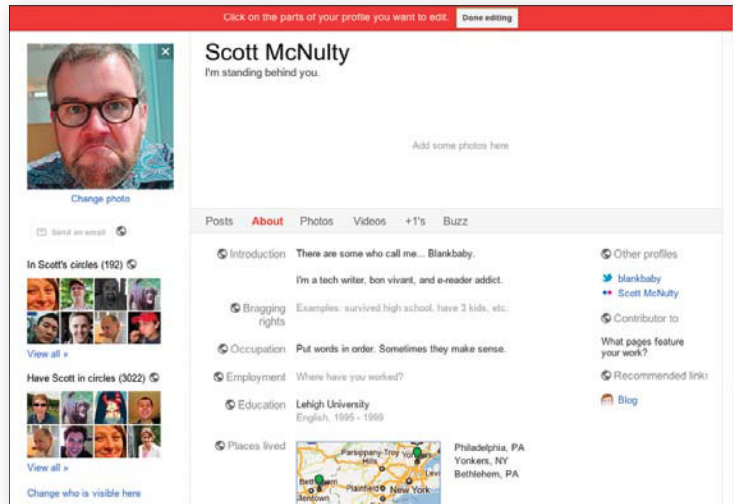 Click on the parts of your profile you want to edit. Done editing
Scott McNulty
I'm standing behind you.
Add some photos here
Change photo
Send an email
In Scott's circles (192)
View all »
Have Scott in circles (3022)
View all »
Change who is visible here
Posts About Photos Videos +1's Buzz
Introduction There are some who call me... Blankbaby.
I'm a tech writer, bon vivant, and e-reader addict.
Bragging rights Examples: survived high school, have 3 kids, etc.
Occupation Put words in order. Sometimes they make sense.
Employment Where have you worked?
Education Lehigh University
English, 1995 - 1999
Places lived
Parsippany-Troy
Hills
Yonkers
Plainfield
New York
Philadelphia, PA
Yonkers, NY
Bethlehem, PA
Other profiles
blankbaby
Scott McNulty
Contributor to
What pages feature
your work?
Recommended links
Blog